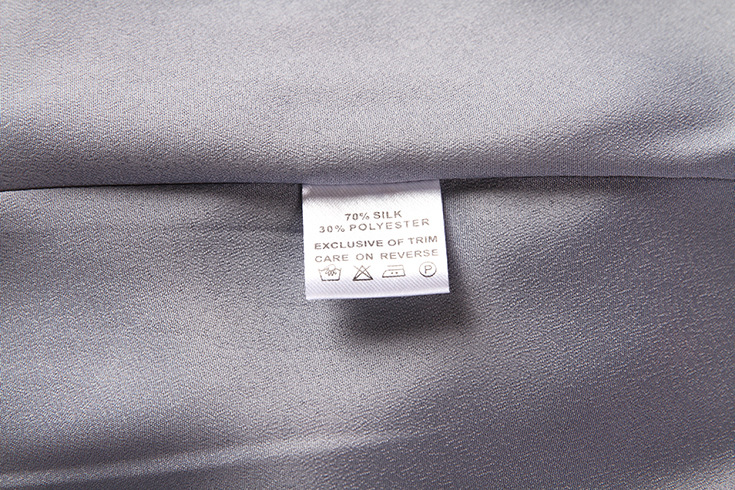 70% SILK
30% POLYESTER
EXCLUSIVE OF TRIM
CARE ON REVERSE
P